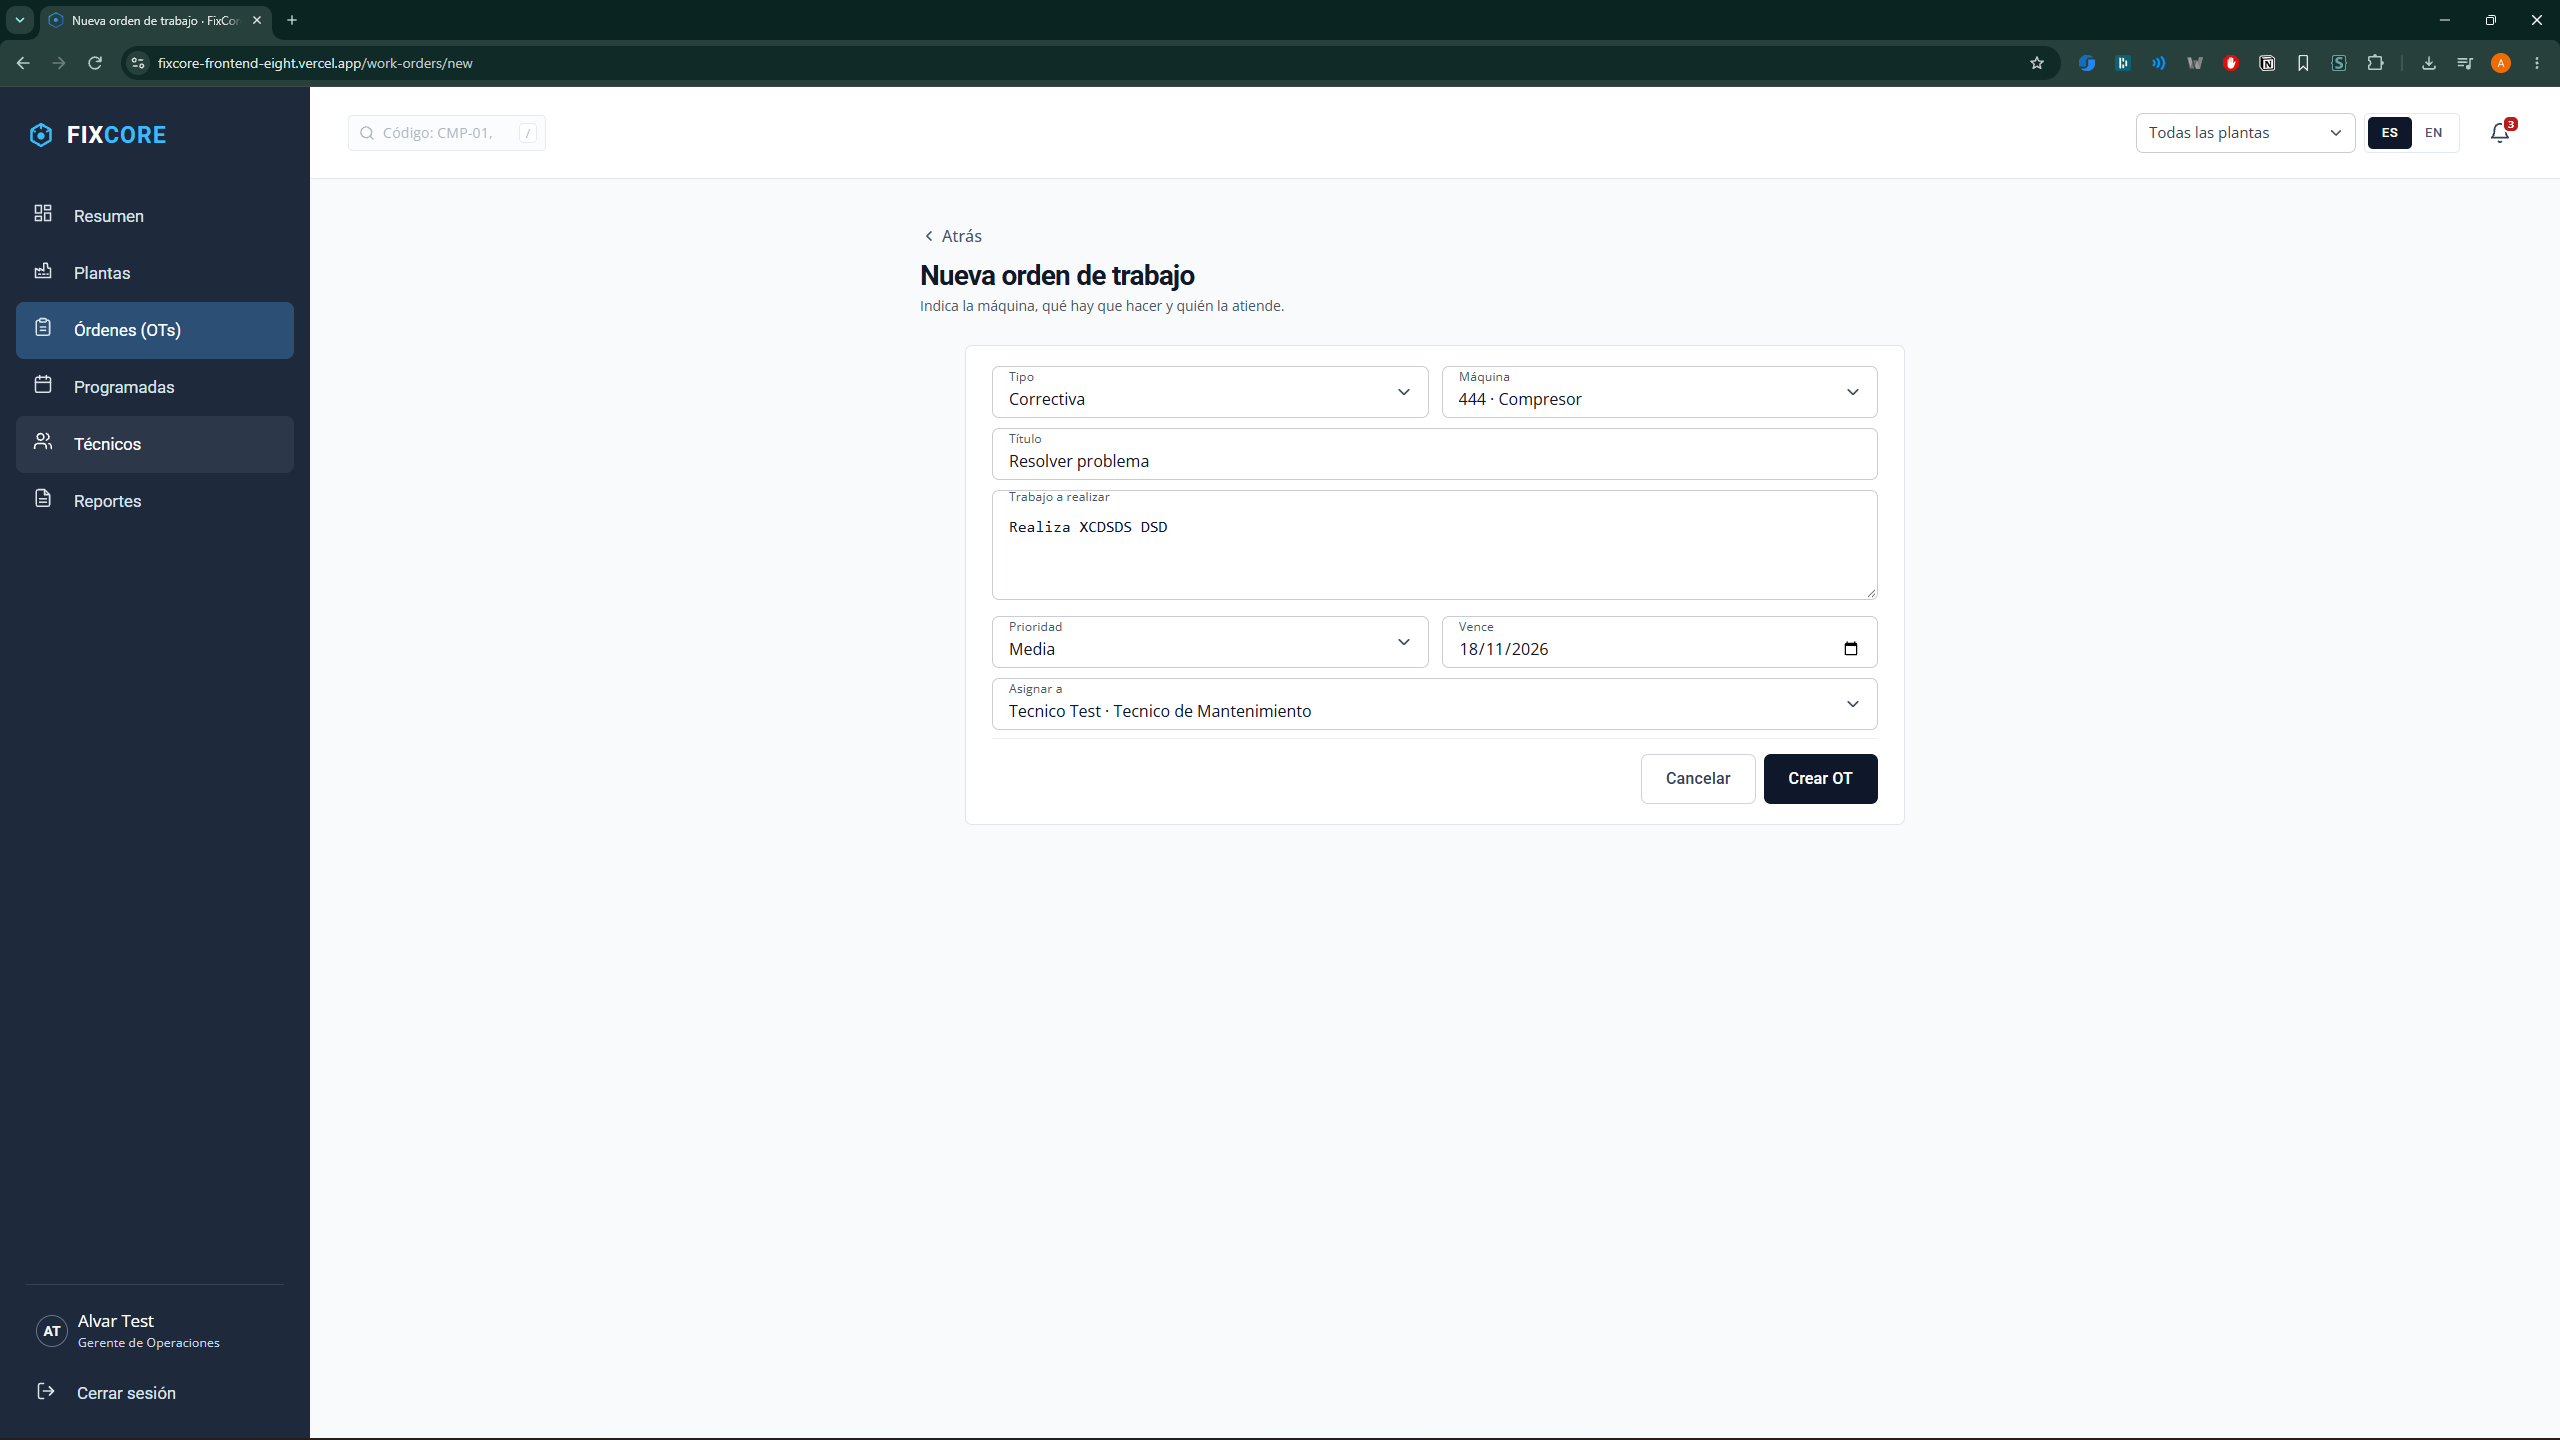 Nueva orden de trabajo · FixCor
fixcore-frontend-eight.vercel.app/work-orders/new
A
FIXCORE
Código: CMP-01,
/
Todas las plantas
ES
EN
3
Resumen
Plantas
Órdenes (OTs)
Programadas
Técnicos
Reportes
Atrás
Nueva orden de trabajo
Indica la máquina, qué hay que hacer y quién la atiende.
Tipo
Correctiva
Máquina
444 · Compresor
Título
Resolver problema
Trabajo a realizar
Realiza XCDSDS DSD
Prioridad
Media
Vence
18/11/2026
Asignar a
Tecnico Test · Tecnico de Mantenimiento
Cancelar
Crear OT
AT
Alvar Test
Gerente de Operaciones
Cerrar sesión